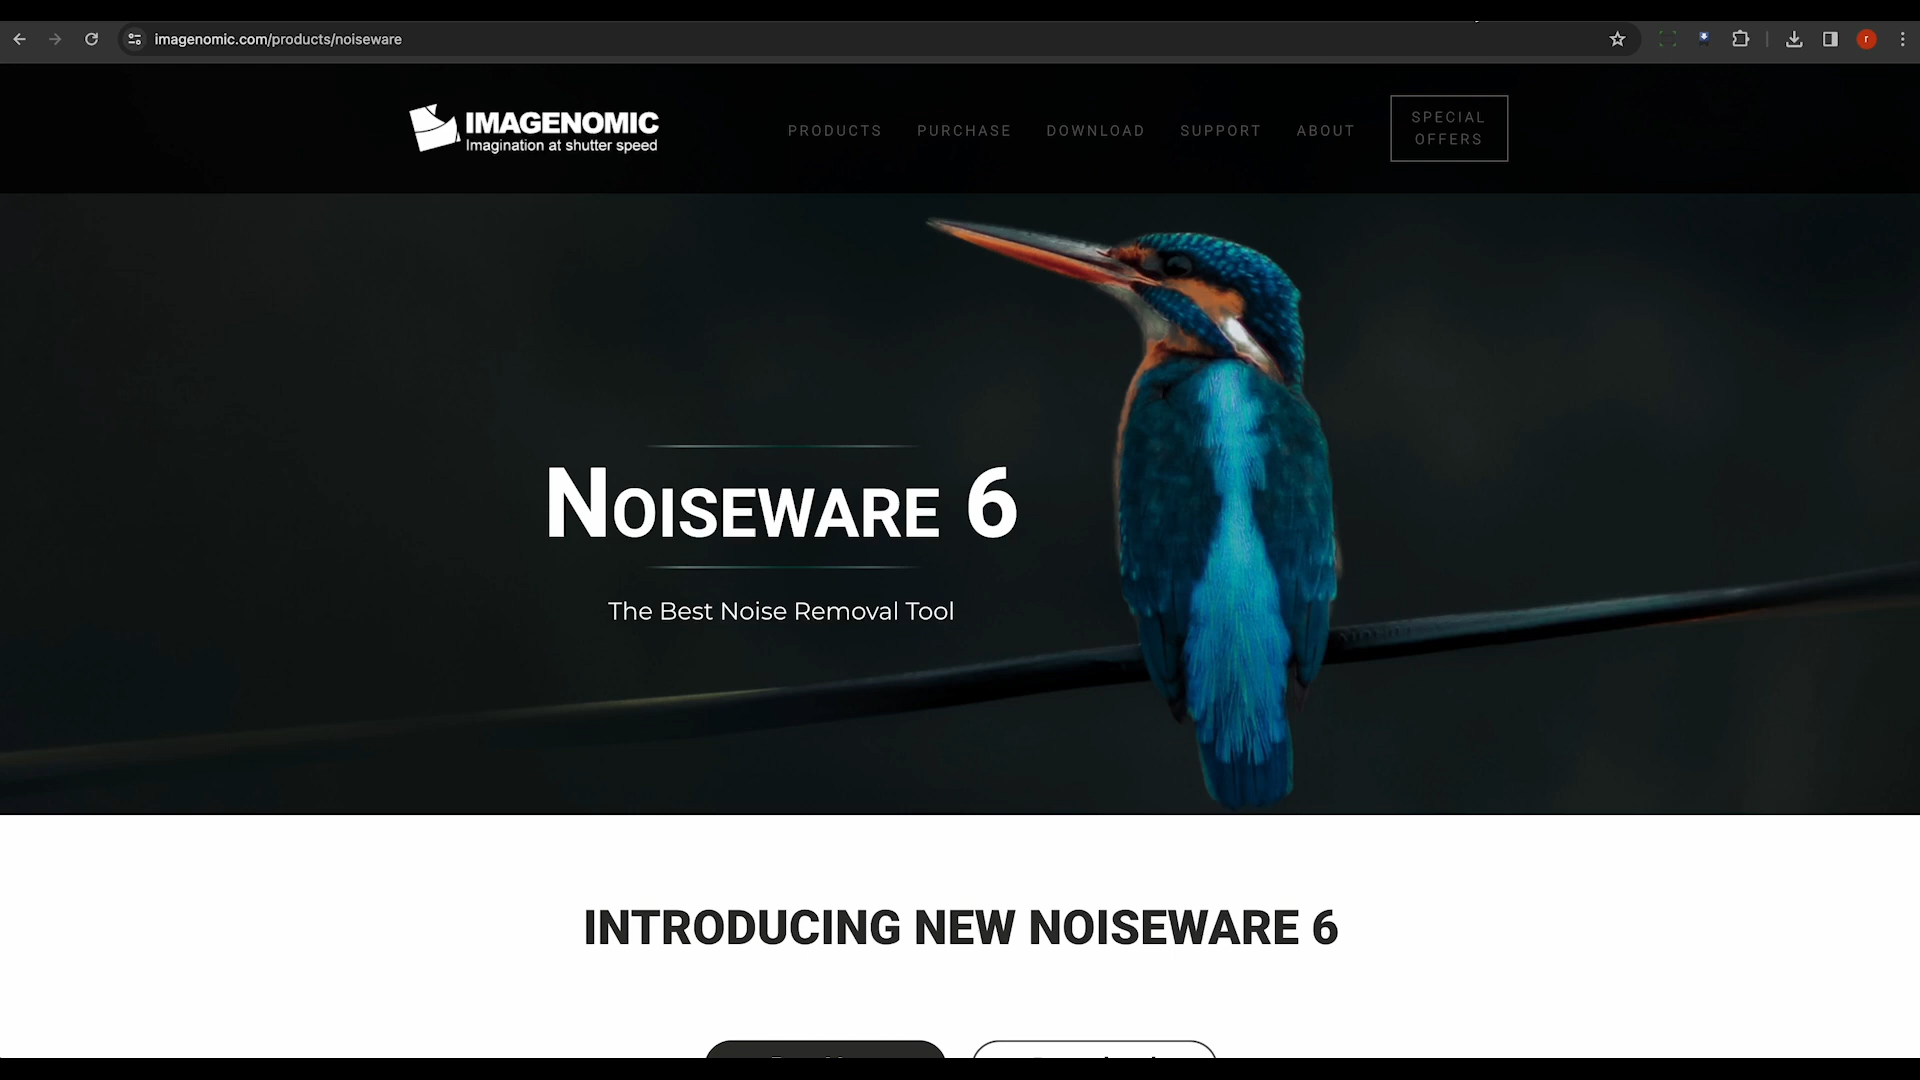 imagenomic.com/products/noiseware
r
IMAGENOMIC
Imagination at shutter speed
PRODUCTS PURCHASE DOWNLOAD SUPPORT ABOUT SPECIAL OFFERS
NOISEWARE 6
The Best Noise Removal Tool
INTRODUCING NEW NOISEWARE 6